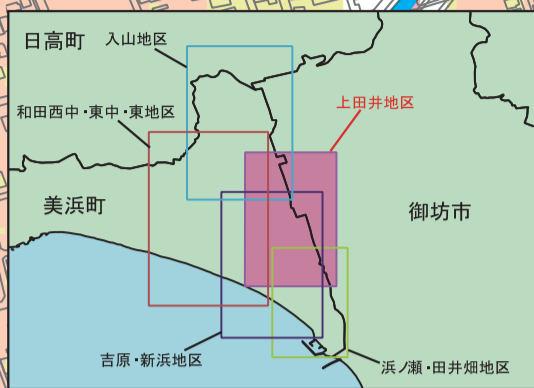 日高町
入山地区
和田西中・東中・東地区
上田井地区
美浜町
御坊市
吉原・新浜地区
浜ノ瀬・田井畑地区